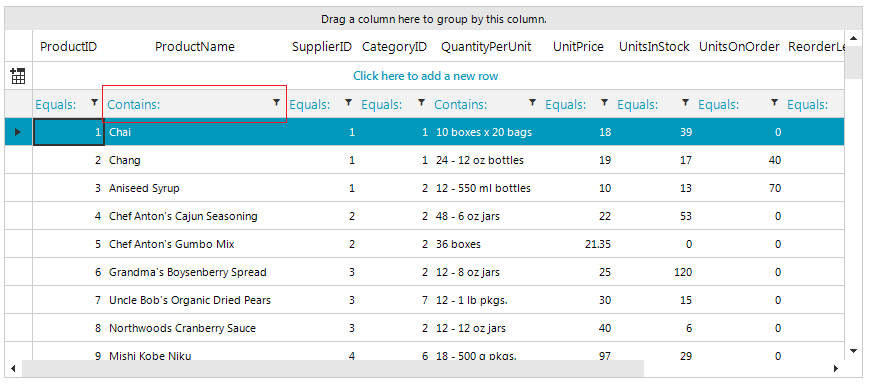 Drag a column here to group by this column.
ProductID ProductName SupplierID CategoryID QuantityPerUnit UnitPrice UnitsInStock UnitsOnOrder ReorderLe
Click here to add a new row
Equals: Contains: Equals: Equals: Contains: Equals: Equals: Equals: Equals:
1 Chai 1 1 10 boxes x 20 bags 18 39 0
2 Chang 1 1 24 - 12 oz bottles 19 17 40
3 Aniseed Syrup 1 2 12 - 550 ml bottles 10 13 70
4 Chef Anton's Cajun Seasoning 2 2 48 - 6 oz jars 22 53 0
5 Chef Anton's Gumbo Mix 2 2 36 boxes 21.35 0 0
6 Grandma's Boysenberry Spread 3 2 12 - 8 oz jars 25 120 0
7 Uncle Bob's Organic Dried Pears 3 7 12 - 1 lb pkgs. 30 15 0
8 Northwoods Cranberry Sauce 3 2 12 - 12 oz jars 40 6 0
9 Mishi Kobe Niku 4 6 18 - 500 g pkgs. 97 29 0